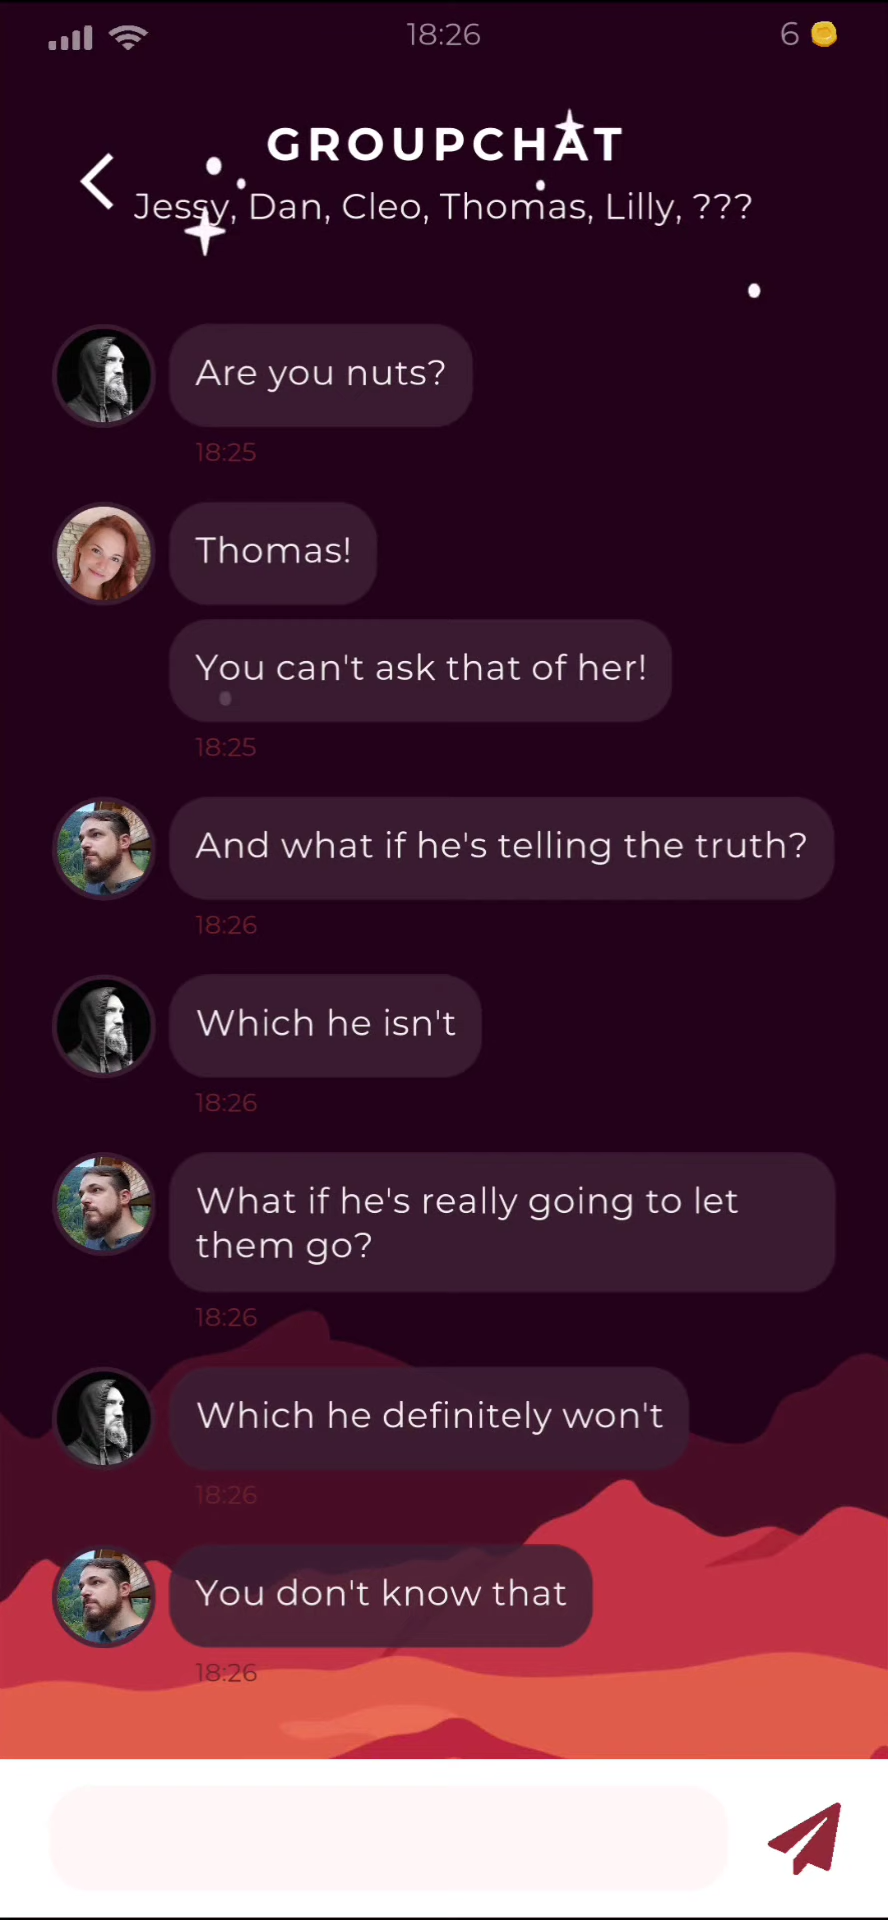 18:26
6
GROUPCHAT
Jessy, Dan, Cleo, Thomas, Lilly, ???
Are you nuts?
18:25
Thomas!
You can't ask that of her!
18:25
And what if he's telling the truth?
18:26
Which he isn't
18:26
What if he's really going to let
them go?
18:26
Which he definitely won't
18:26
You don't know that
18:26